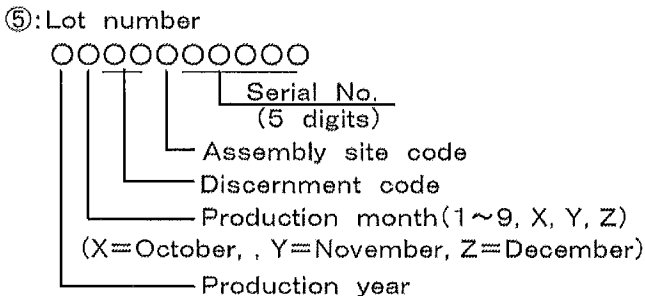 ⑤:Lot number
○○○○○○○○○○
Serial No.
(5 digits)
Assembly site code
Discernment code
Production month(1~9, X, Y, Z)
(X=October, , Y=November, Z=December)
Production year